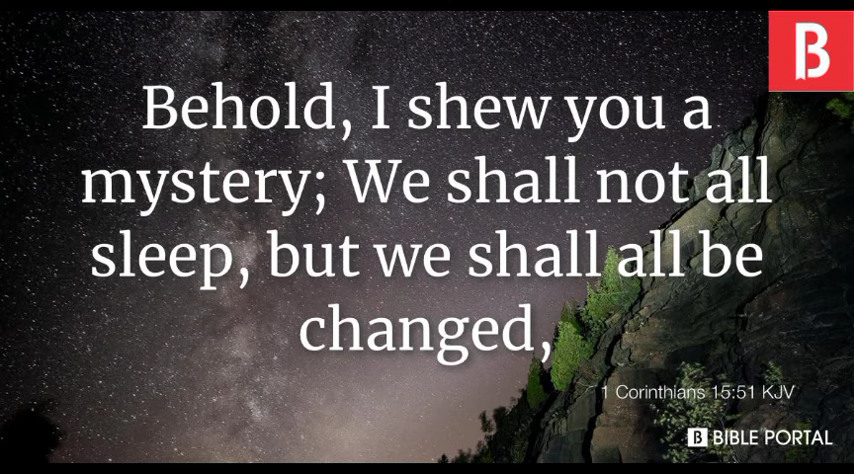 B
Behold, I shew you a
mystery; We shall not all
sleep, but we shall all be
changed,
1 Corinthians 15:51 KJV
B BIBLE PORTAL